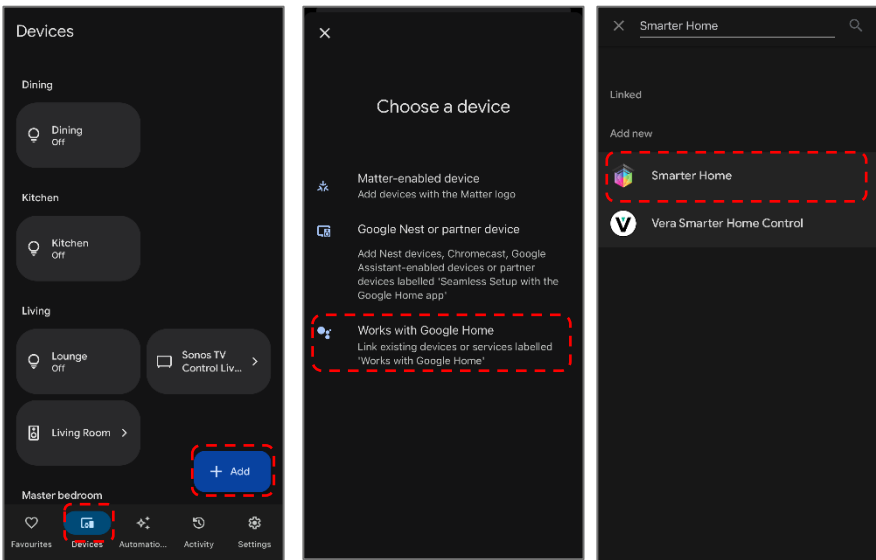 Devices
Dining
Dining
Off
Kitchen
Kitchen
Off
Living
Lounge
Off
Sonos TV
Control Liv...
Living Room
+ Add
Master bedroom
Favourites
Devices
Automatio...
Activity
Settings
Choose a device
Matter-enabled device
Add devices with the Matter logo
Google Nest or partner device
Add Nest devices, Chromecast, Google
Assistant-enabled devices or partner
devices labelled 'Seamless Setup with the
Google Home app'
Works with Google Home
Link existing devices or services labelled
'Works with Google Home'
Smarter Home
Linked
Add new
Smarter Home
Vera Smarter Home Control